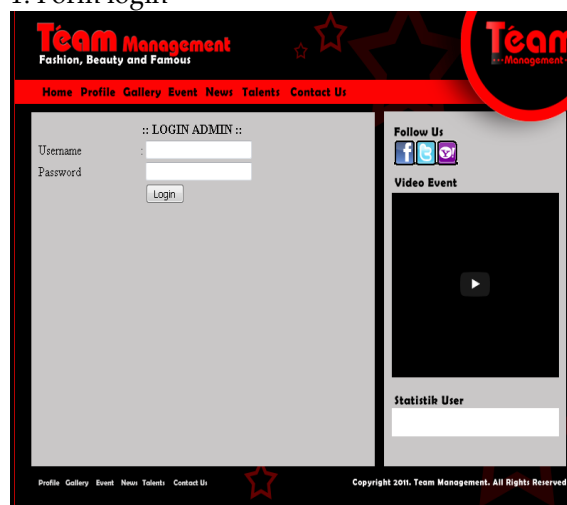 1. Form login
Téam Management
Fashion, Beauty and Famous
Téam
Management
Home Profile Gallery Event News Talents Contact Us
:: LOGIN ADMIN ::
Username :
Password
Login
Follow Us
f
Y!
Video Event
Statistik User
Profile Gallery Event News Talents Contact Us
Copyright 2011. Team Management. All Rights Reserved